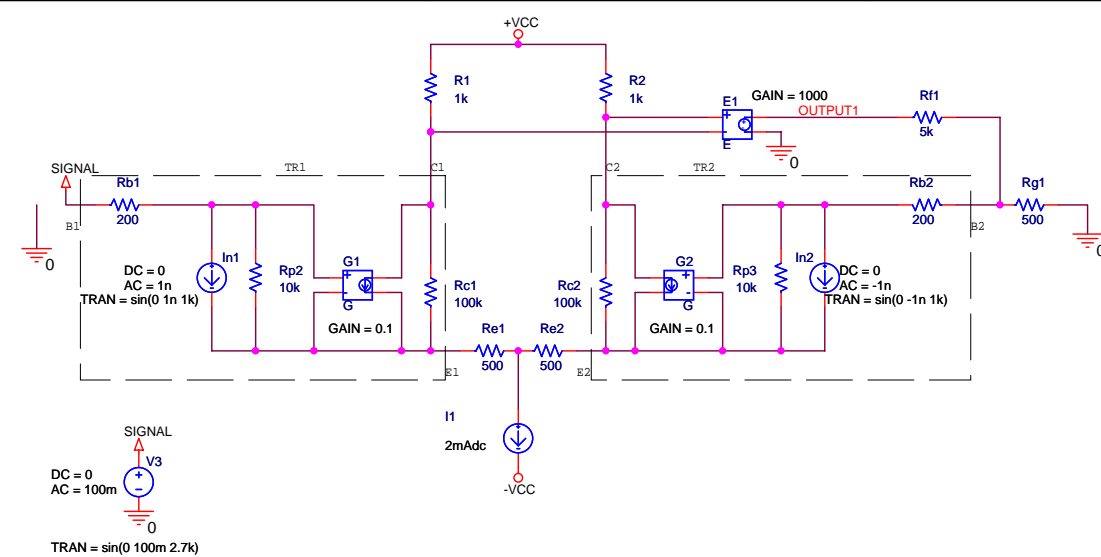 +VCC
R1
1k
R2
1k
GAIN = 1000
E1
OUTPUT1
E
0
Rf1
5k
SIGNAL
TR1
C1
C2
TR2
Rb1
200
Rb2
200
Rg1
500
B1
B2
0
0
In1
DC = 0
AC = 1n
TRAN = sin(0 1n 1k)
Rp2
10k
G1
G
GAIN = 0.1
Rc1
100k
Rc2
100k
G2
G
GAIN = 0.1
Rp3
10k
In2
DC = 0
AC = -1n
TRAN = sin(0 -1n 1k)
Re1
500
Re2
500
E1
E2
I1
2mAdc
-VCC
SIGNAL
V3
DC = 0
AC = 100m
0
TRAN = sin(0 100m 2.7k)